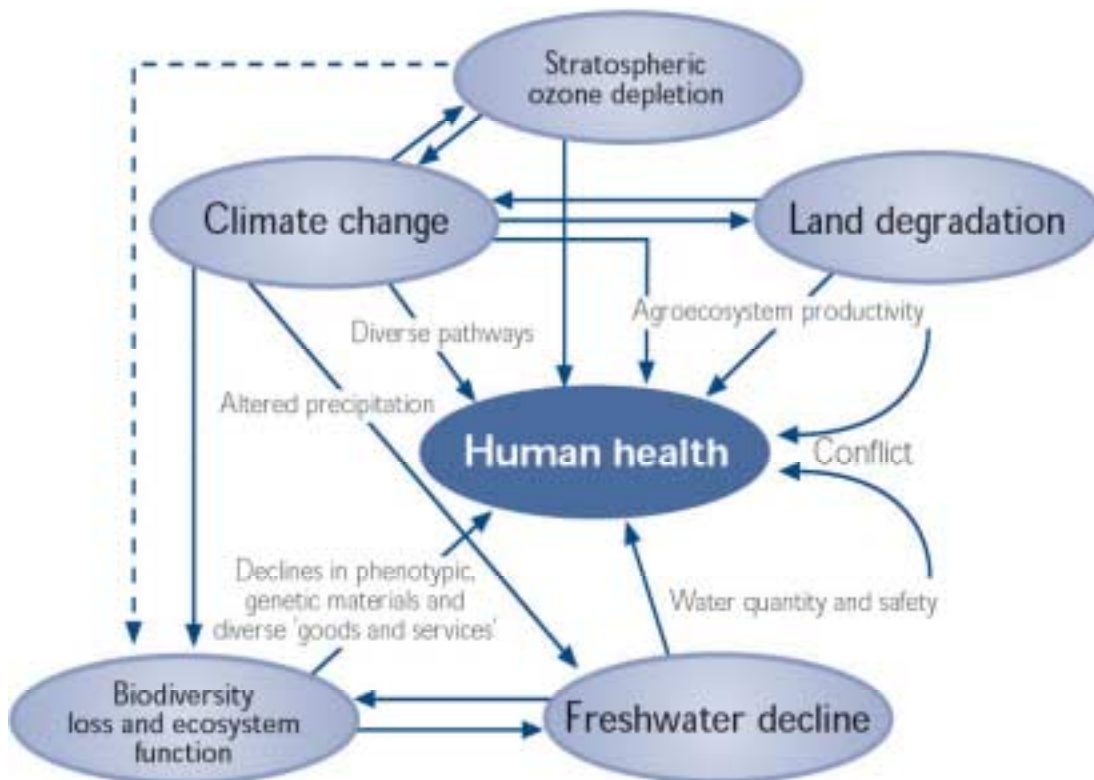 Stratospheric
ozone depletion
Climate change
Land degradation
Agroecosystem productivity
Diverse pathways
Altered precipitation
Human health
Conflict
Declines in phenotypic,
genetic materials and
diverse 'goods and services'
Water quantity and safety
Biodiversity
loss and ecosystem
function
Freshwater decline